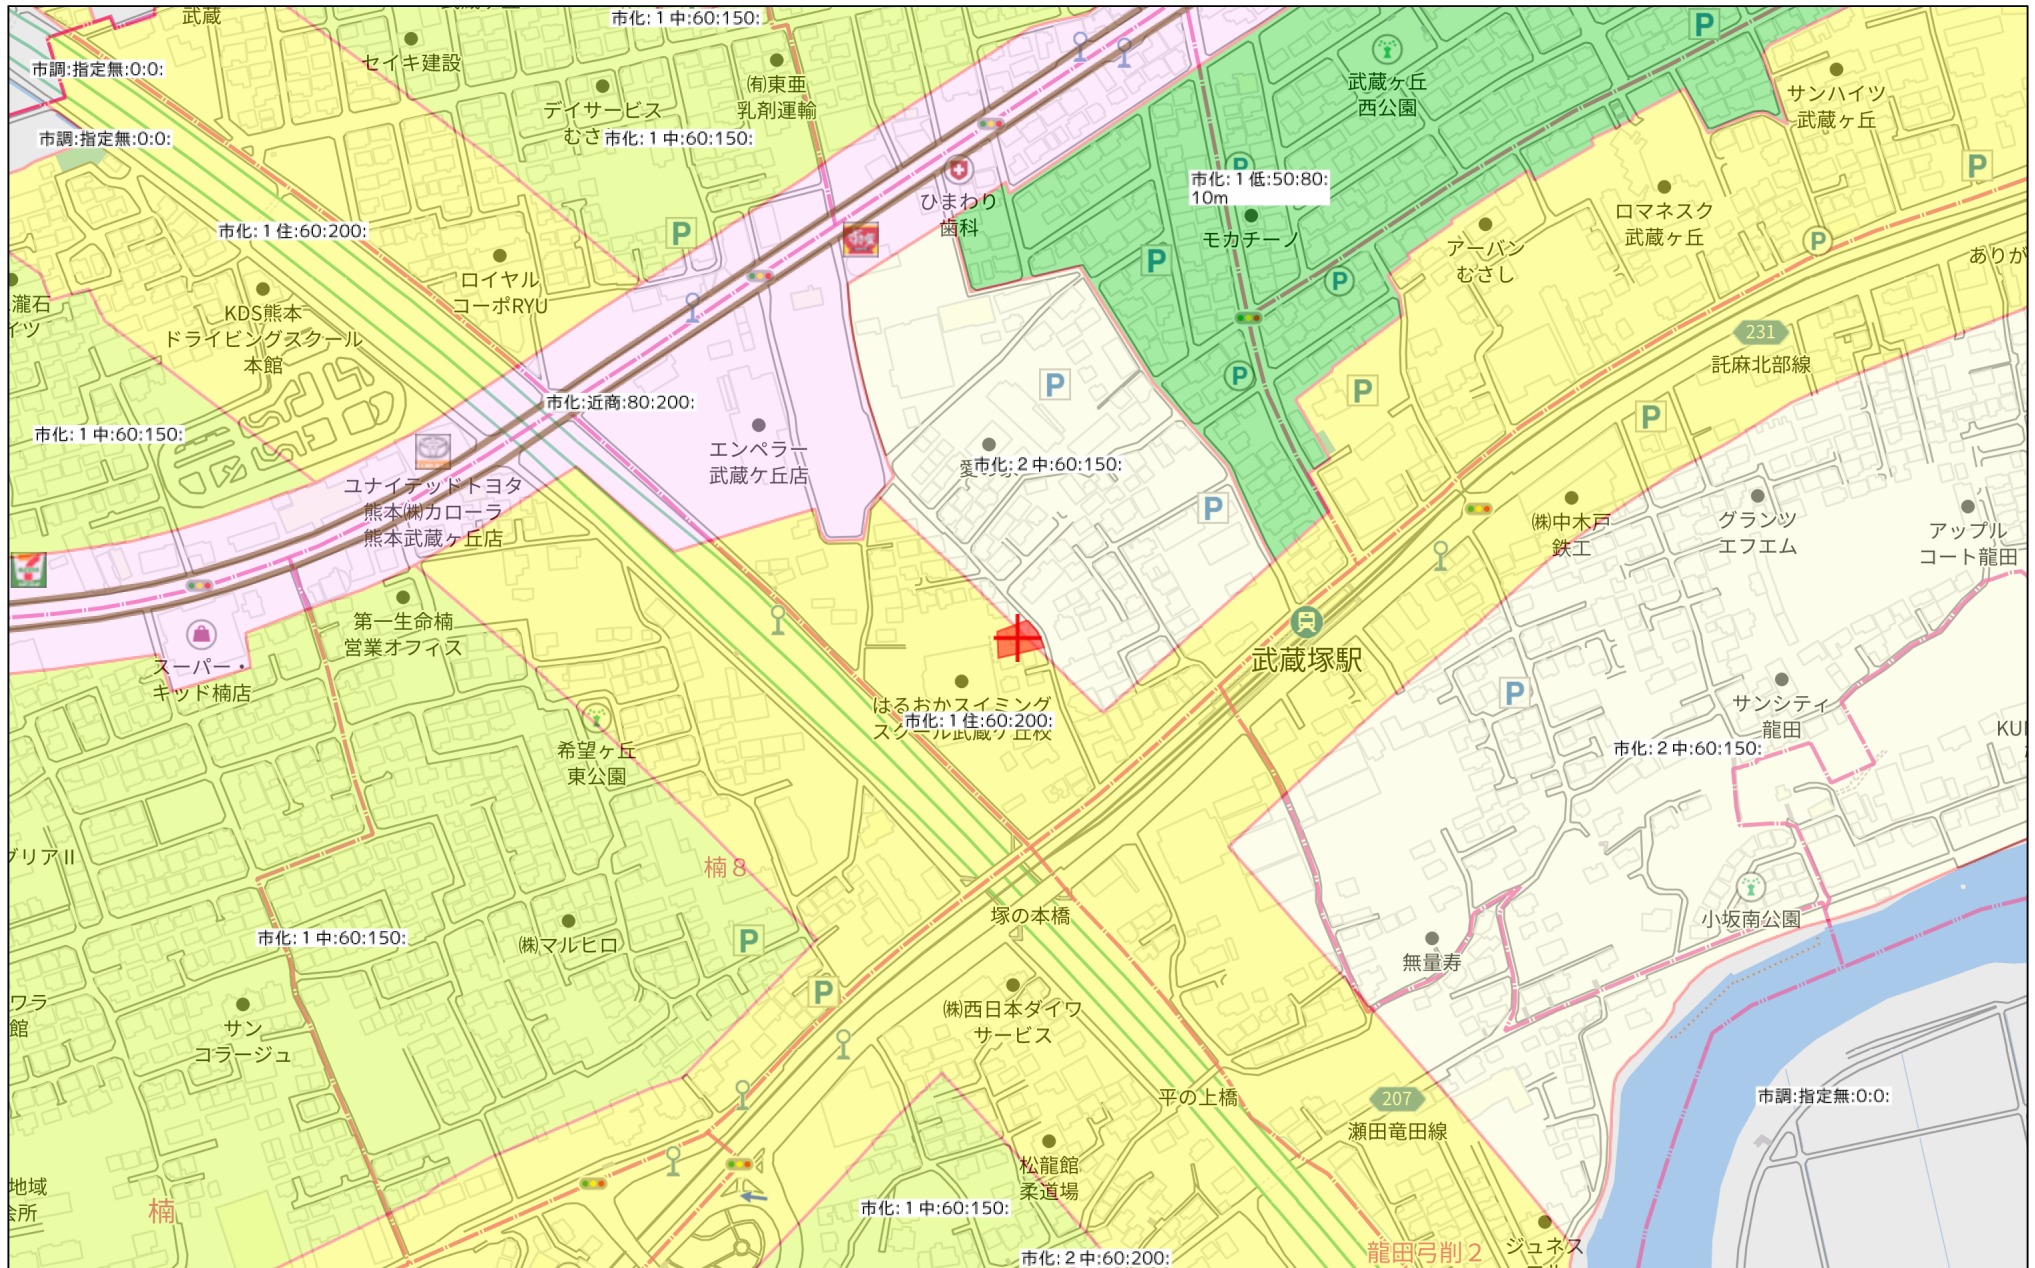 武蔵
市化:１中:60:150:
セイキ建設
市調:指定無:0:0:
㈲東亜
乳剤運輸
デイサービス
むさ
市化:１中:60:150:
市調:指定無:0:0:
武蔵ヶ丘
西公園
P
サンハイツ
武蔵ヶ丘
P
P
市化:１低:50:80:
10m
ひまわり
歯科
モカチーノ
ロマネスク
武蔵ヶ丘
アーバン
むさし
P
ありが
市化:１住:60:200:
P
P
P
ロイヤル
コーポRYU
瀧石
イツ
KDS熊本
ドライビングスクール
本館
231
託麻北部線
P
P
P
P
市化:近商:80:200:
市化:１中:60:150:
エンペラー
武蔵ケ丘店
市化:２中:60:150:
ユナイテッドトヨタ
熊本㈱カローラ
熊本武蔵ヶ丘店
P
㈱中木戸
鉄工
グランツ
エフエム
アップル
コート龍田
第一生命楠
営業オフィス
武蔵塚駅
スーパー・
キッド楠店
はるおかスイミング
スクール武蔵ケ丘校
市化:１住:60:200:
P
サンシティ
龍田
市化:２中:60:150:
KUI
希望ヶ丘
東公園
グリアⅡ
楠８
塚の本橋
小坂南公園
市化:１中:60:150:
㈱マルヒロ
P
無量寿
P
㈱西日本ダイワ
サービス
ワラ
館
サン
コラージュ
平の上橋
207
瀬田竜田線
市調:指定無:0:0:
松龍館
柔道場
地域
会所
楠
市化:１中:60:150:
市化:２中:60:200:
龍田弓削２
ジュネス